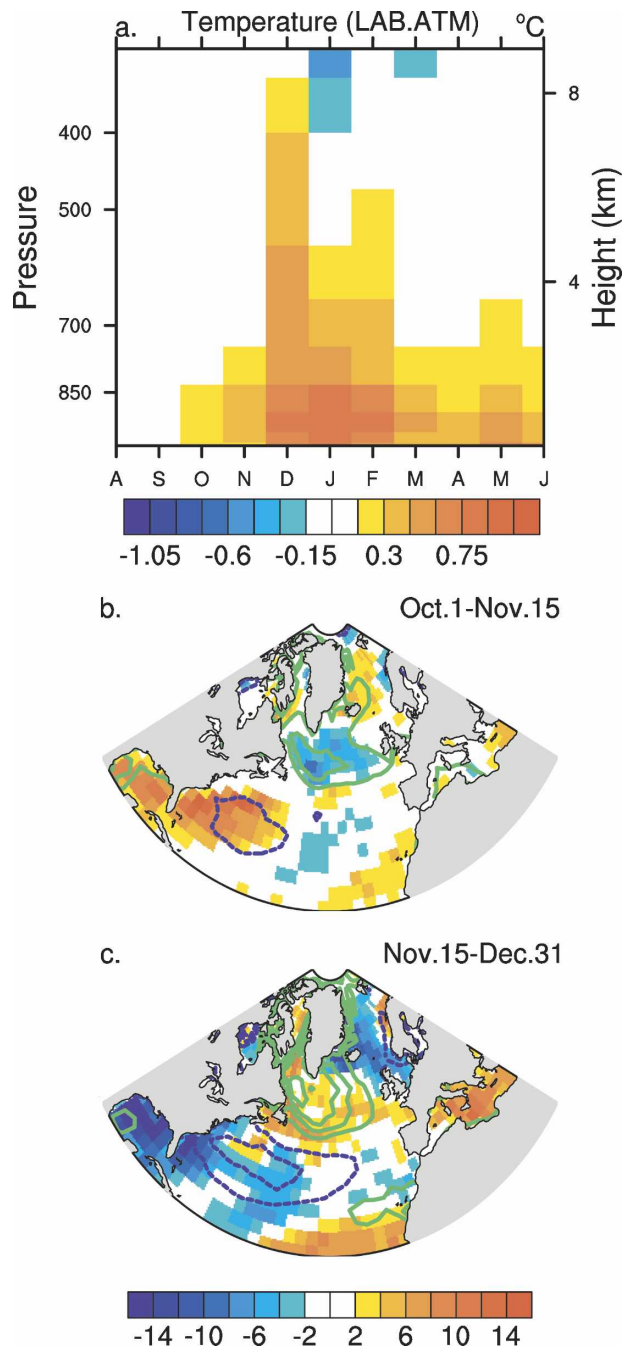 a. Temperature (LAB.ATM) °C
Pressure
400
500
700
850
8
4
Height (km)
A S O N D J F M A M J
-1.05 -0.6 -0.15 0.3 0.75
b. Oct.1-Nov.15
c. Nov.15-Dec.31
-14 -10 -6 -2 2 6 10 14